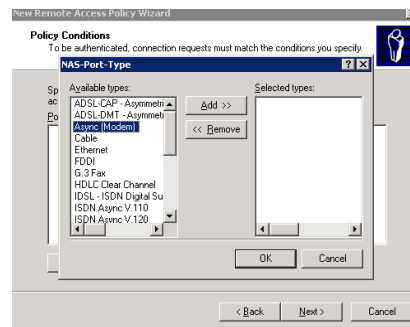 New Remote Access Policy Wizard
Policy Conditions
To be authenticated, connection requests must match the conditions you specify.
NAS-Port-Type
Sp
ac
Po
Available types:
ADSL-CAP - Asymmetri
ADSL-DMT - Asymmetri
Async (Modem)
Cable
Ethernet
FDDI
G.3 Fax
HDLC Clear Channel
IDSL - ISDN Digital Su
ISDN Async V.110
ISDN Async V.120
Add >>
<< Remove
Selected types:
OK
Cancel
< Back
Next >
Cancel